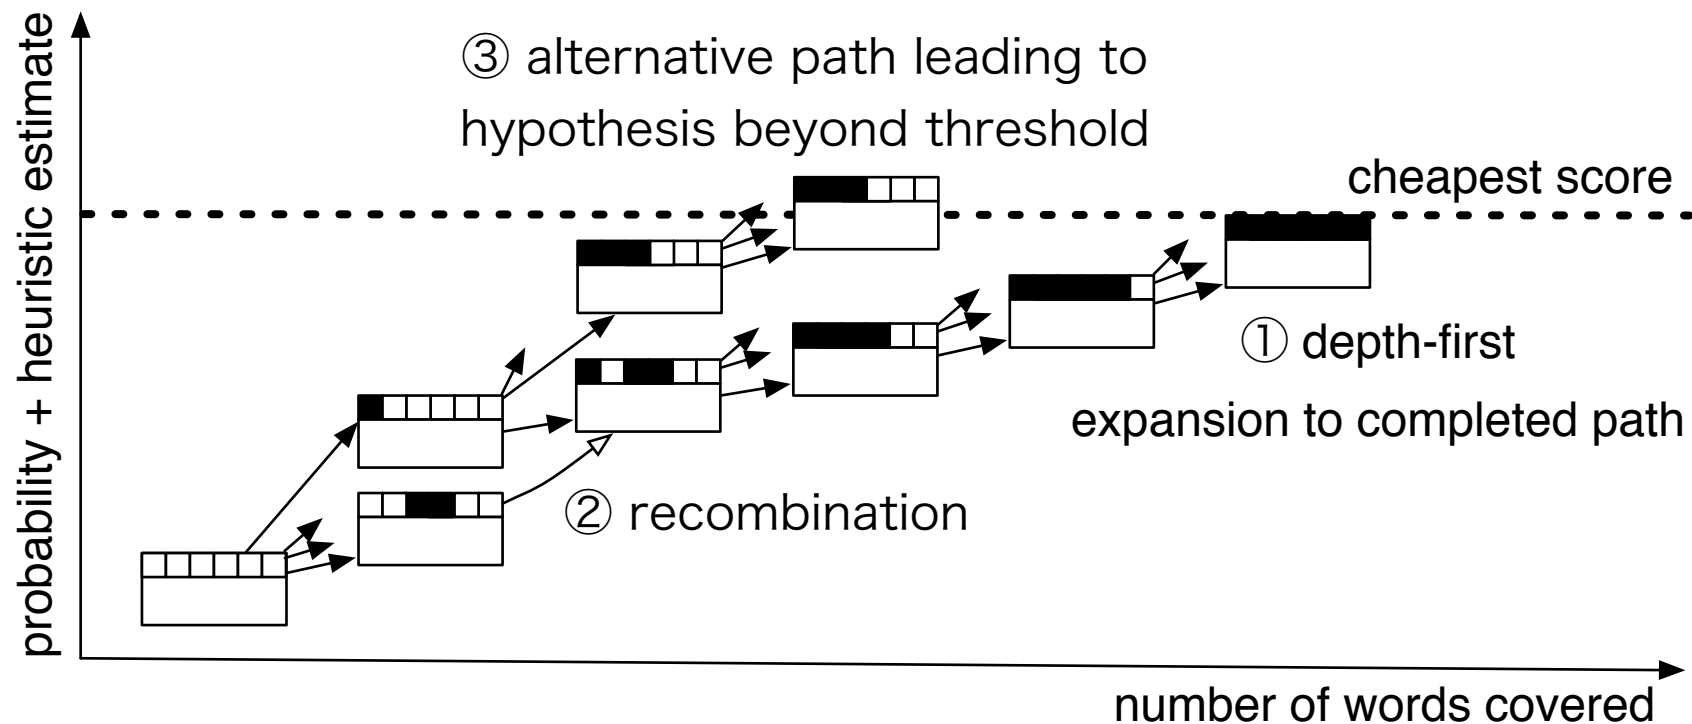 probability + heuristic estimate
③ alternative path leading to
hypothesis beyond threshold
cheapest score
① depth-first
expansion to completed path
② recombination
number of words covered